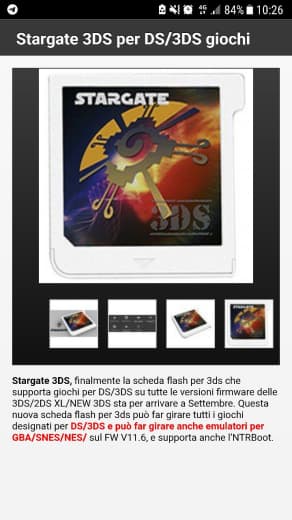 84% 10:26
Stargate 3DS per DS/3DS giochi
STARGATE
3DS
Stargate 3DS, finalmente la scheda flash per 3ds che
supporta giochi per DS/3DS su tutte le versioni firmware delle
3DS/2DS XL/NEW 3DS sta per arrivare a Settembre. Questa
nuova scheda flash per 3ds può far girare tutti i giochi
designati per DS/3DS e può far girare anche emulatori per
GBA/SNES/NES/ sul FW V11.6, e supporta anche l'NTRBoot.